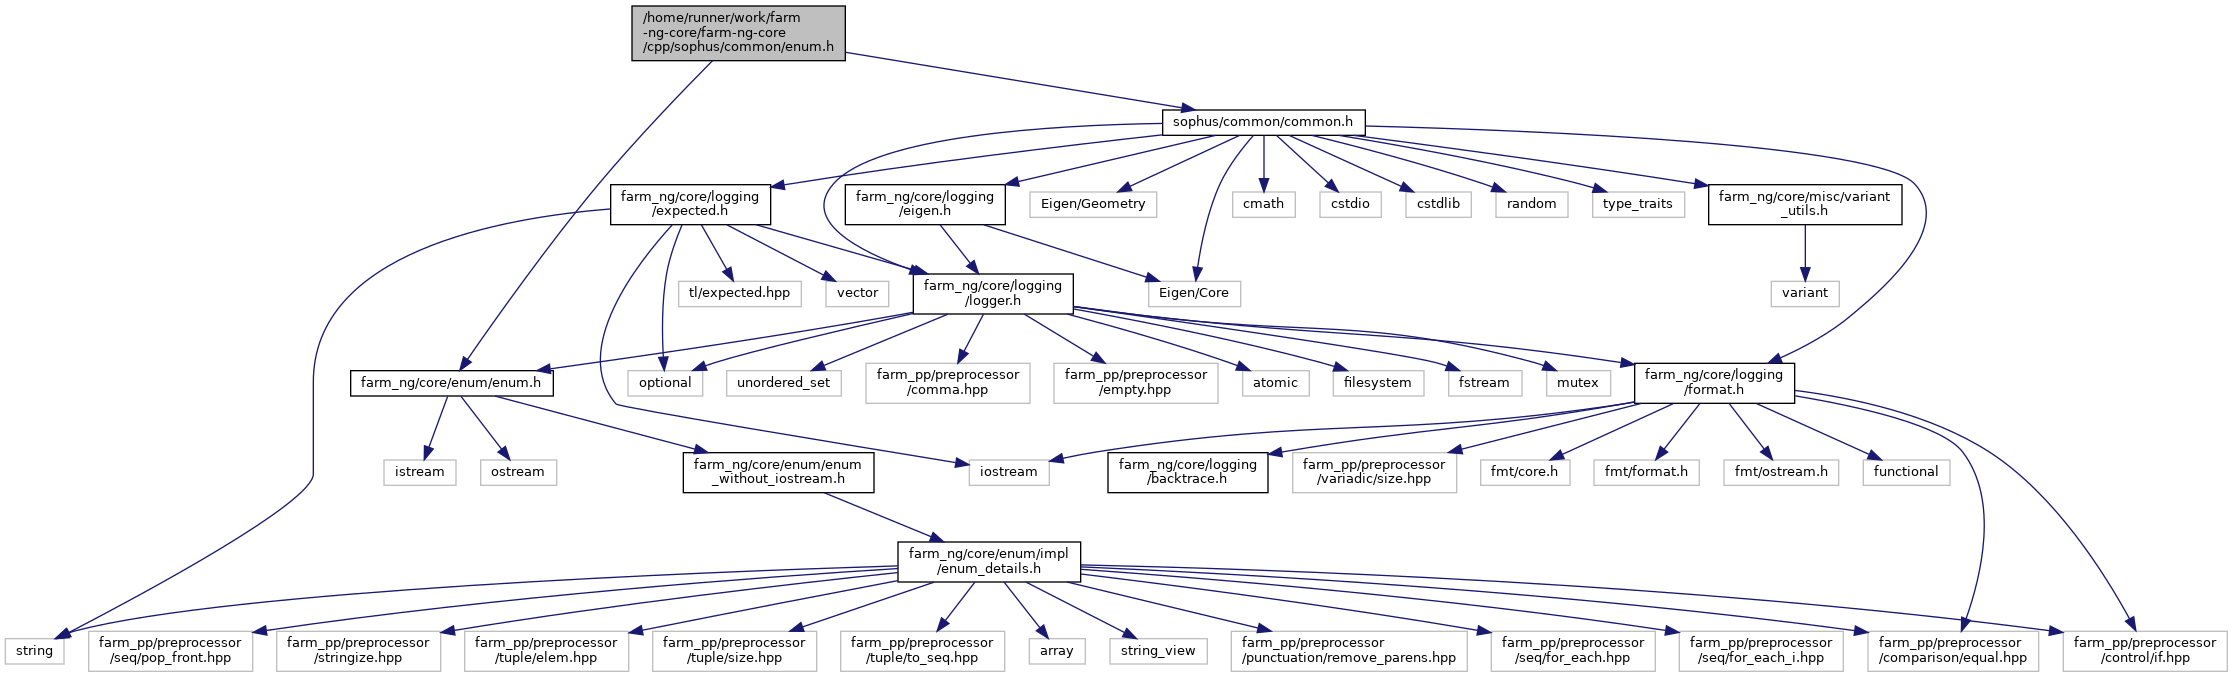 /home/runner/work/farm
-ng-core/farm-ng-core
/cpp/sophus/common/enum.h
sophus/common/common.h
farm_ng/core/logging
/expected.h
farm_ng/core/logging
/eigen.h
Eigen/Geometry
cmath
cstdio
cstdlib
random
type_traits
farm_ng/core/misc/variant
_utils.h
tl/expected.hpp
vector
farm_ng/core/logging
/logger.h
Eigen/Core
variant
farm_ng/core/enum/enum.h
optional
unordered_set
farm_pp/preprocessor
/comma.hpp
farm_pp/preprocessor
/empty.hpp
atomic
filesystem
fstream
mutex
farm_ng/core/logging
/format.h
istream
ostream
farm_ng/core/enum/enum
_without_iostream.h
iostream
farm_ng/core/logging
/backtrace.h
farm_pp/preprocessor
/variadic/size.hpp
fmt/core.h
fmt/format.h
fmt/ostream.h
functional
farm_ng/core/enum/impl
/enum_details.h
string
farm_pp/preprocessor
/seq/pop_front.hpp
farm_pp/preprocessor
/stringize.hpp
farm_pp/preprocessor
/tuple/elem.hpp
farm_pp/preprocessor
/tuple/size.hpp
farm_pp/preprocessor
/tuple/to_seq.hpp
array
string_view
farm_pp/preprocessor
/punctuation/remove_parens.hpp
farm_pp/preprocessor
/seq/for_each.hpp
farm_pp/preprocessor
/seq/for_each_i.hpp
farm_pp/preprocessor
/comparison/equal.hpp
farm_pp/preprocessor
/control/if.hpp